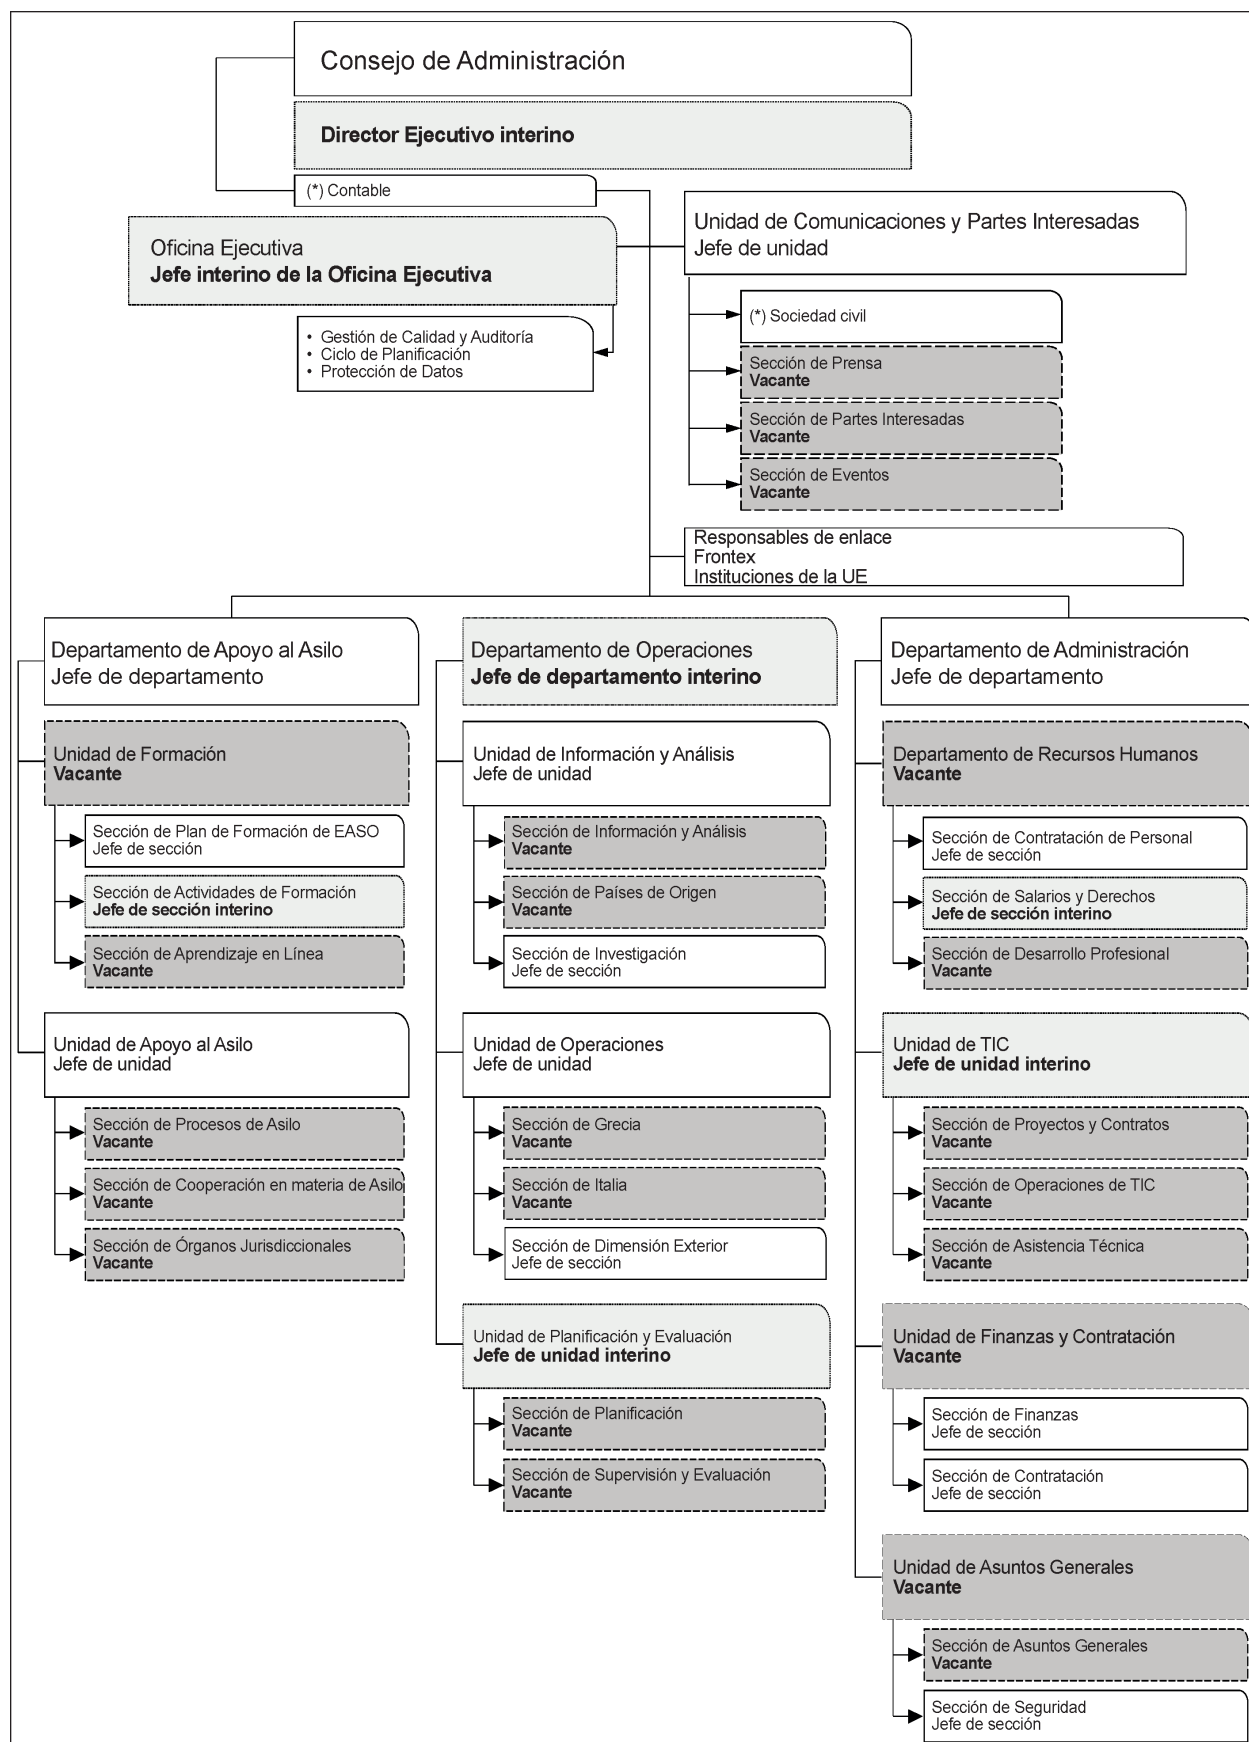 Consejo de Administración
Director Ejecutivo interino
(*) Contable
Unidad de Comunicaciones y Partes Interesadas
Jefe de unidad
Oficina Ejecutiva
Jefe interino de la Oficina Ejecutiva
• Gestión de Calidad y Auditoría
• Ciclo de Planificación
• Protección de Datos
(*) Sociedad civil
Sección de Prensa
Vacante
Sección de Partes Interesadas
Vacante
Sección de Eventos
Vacante
Responsables de enlace
Frontex
Instituciones de la UE
Departamento de Apoyo al Asilo
Jefe de departamento
Unidad de Formación
Vacante
Sección de Plan de Formación de EASO
Jefe de sección
Sección de Actividades de Formación
Jefe de sección interino
Sección de Aprendizaje en Línea
Vacante
Unidad de Apoyo al Asilo
Jefe de unidad
Sección de Procesos de Asilo
Vacante
Sección de Cooperación en materia de Asilo
Vacante
Sección de Órganos Jurisdiccionales
Vacante
Departamento de Operaciones
Jefe de departamento interino
Unidad de Información y Análisis
Jefe de unidad
Sección de Información y Análisis
Vacante
Sección de Países de Origen
Vacante
Sección de Investigación
Jefe de sección
Unidad de Operaciones
Jefe de unidad
Sección de Grecia
Vacante
Sección de Italia
Vacante
Sección de Dimensión Exterior
Jefe de sección
Unidad de Planificación y Evaluación
Jefe de unidad interino
Sección de Planificación
Vacante
Sección de Supervisión y Evaluación
Vacante
Departamento de Administración
Jefe de departamento
Departamento de Recursos Humanos
Vacante
Sección de Contratación de Personal
Jefe de sección
Sección de Salarios y Derechos
Jefe de sección interino
Sección de Desarrollo Profesional
Vacante
Unidad de TIC
Jefe de unidad interino
Sección de Proyectos y Contratos
Vacante
Sección de Operaciones de TIC
Vacante
Sección de Asistencia Técnica
Vacante
Unidad de Finanzas y Contratación
Vacante
Sección de Finanzas
Jefe de sección
Sección de Contratación
Jefe de sección
Unidad de Asuntos Generales
Vacante
Sección de Asuntos Generales
Vacante
Sección de Seguridad
Jefe de sección